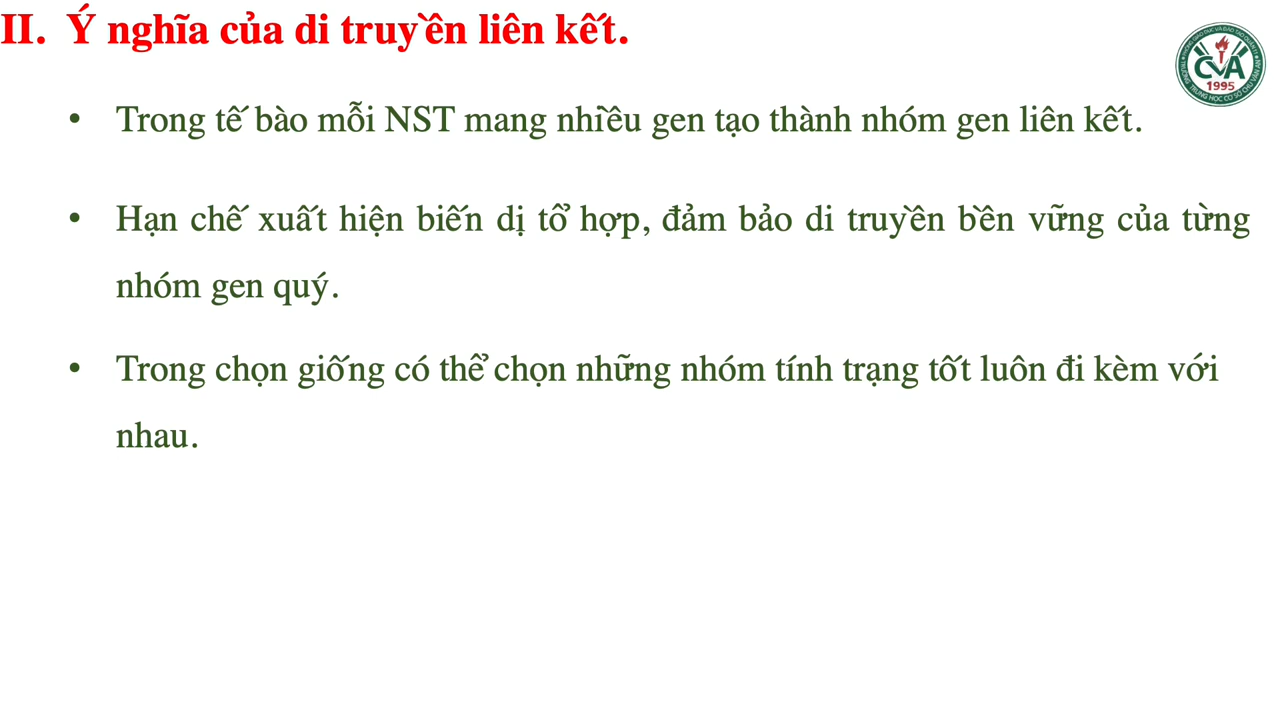 II. Ý nghĩa của di truyền liên kết.
• Trong tế bào mỗi NST mang nhiều gen tạo thành nhóm gen liên kết.
• Hạn chế xuất hiện biến dị tổ hợp, đảm bảo di truyền bền vững của từng
nhóm gen quý.
• Trong chọn giống có thể chọn những nhóm tính trạng tốt luôn đi kèm với
nhau.
CVA
1995